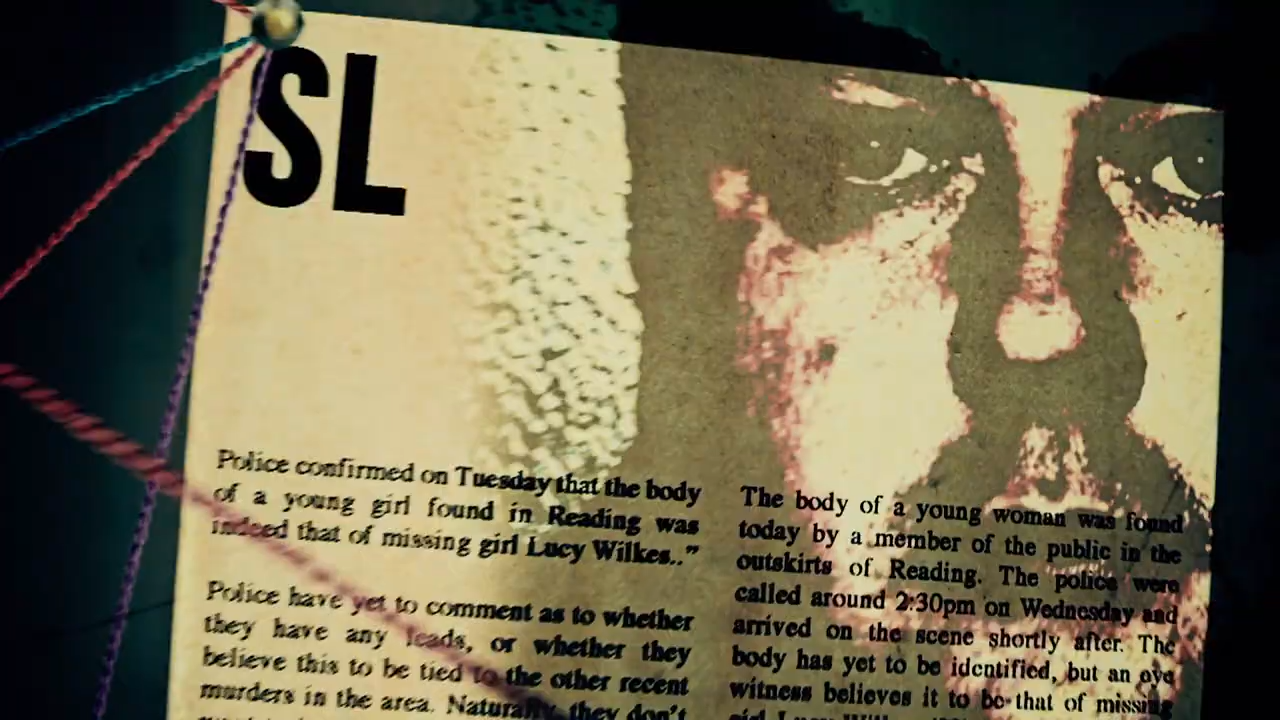 SL
Police confirmed on Tuesday that the body
of a young girl found in Reading was
indeed that of missing girl Lucy Wilkes.."
Police have yet to comment as to whether
they have any leads, or whether they
believe this to be tied to the other recent
murders in the area. Naturally, they don't
The body of a young woman was found
today by a member of the public in the
outskirts of Reading. The police were
called around 2:30pm on Wednesday and
arrived on the scene shortly after. The
body has yet to be identified, but an eye
witness believes it to be that of missing
girl Lucy